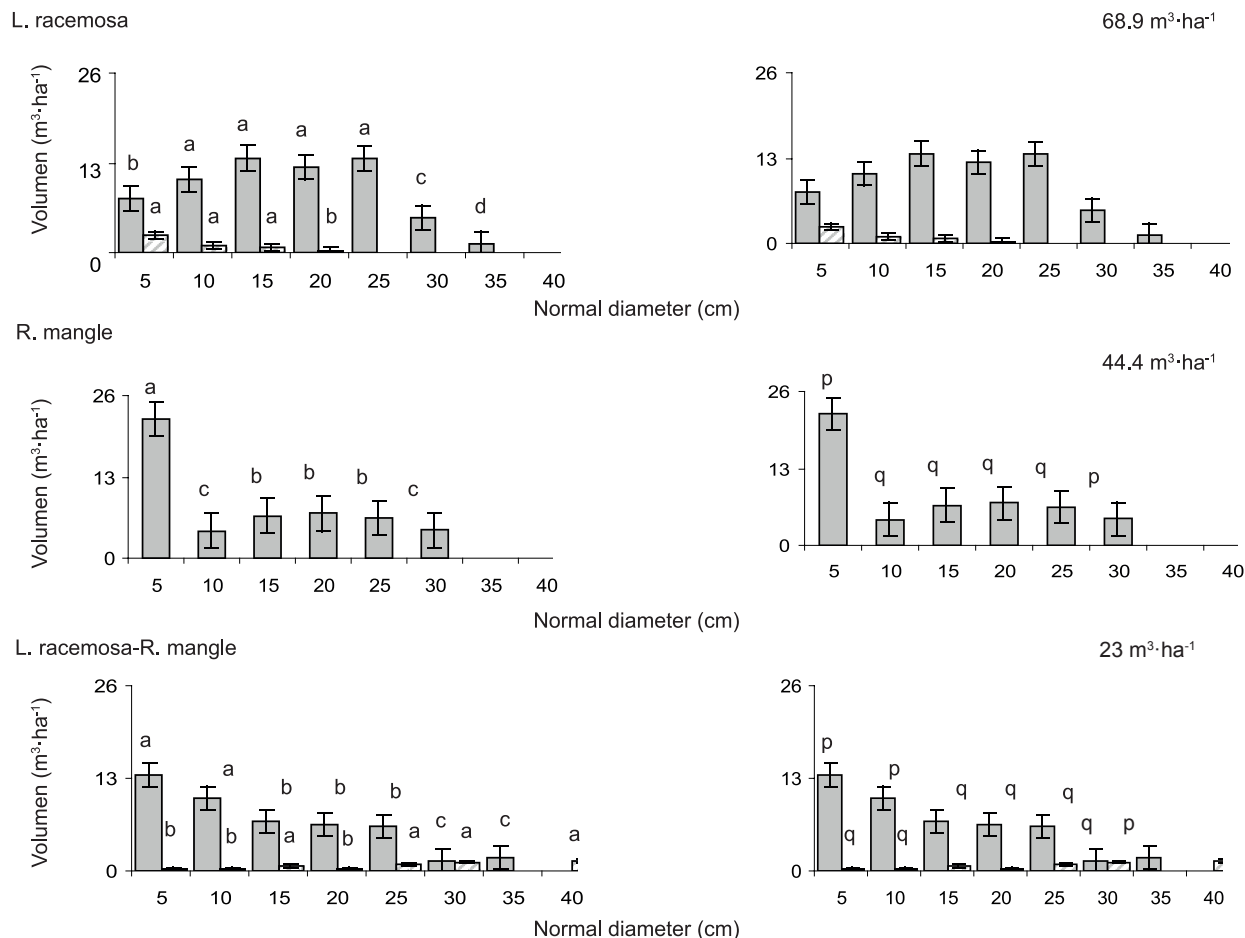 L. racemosa
68.9 m³·ha⁻¹
Volumen (m³·ha⁻¹)
26
13
0
b a a a a c d
a a a b
5 10 15 20 25 30 35 40
26
13
0
5 10 15 20 25 30 35 40
Normal diameter (cm)
R. mangle
44.4 m³·ha⁻¹
Volumen (m³·ha⁻¹)
26
13
0
a c b b b c
5 10 15 20 25 30 35 40
26
13
0
p q q q q p
5 10 15 20 25 30 35 40
Normal diameter (cm)
L. racemosa-R. mangle
23 m³·ha⁻¹
Volumen (m³·ha⁻¹)
26
13
0
a a b b b c c
b b a b a a a
5 10 15 20 25 30 35 40
26
13
0
p p q q q q p
q q
5 10 15 20 25 30 35 40
Normal diameter (cm)